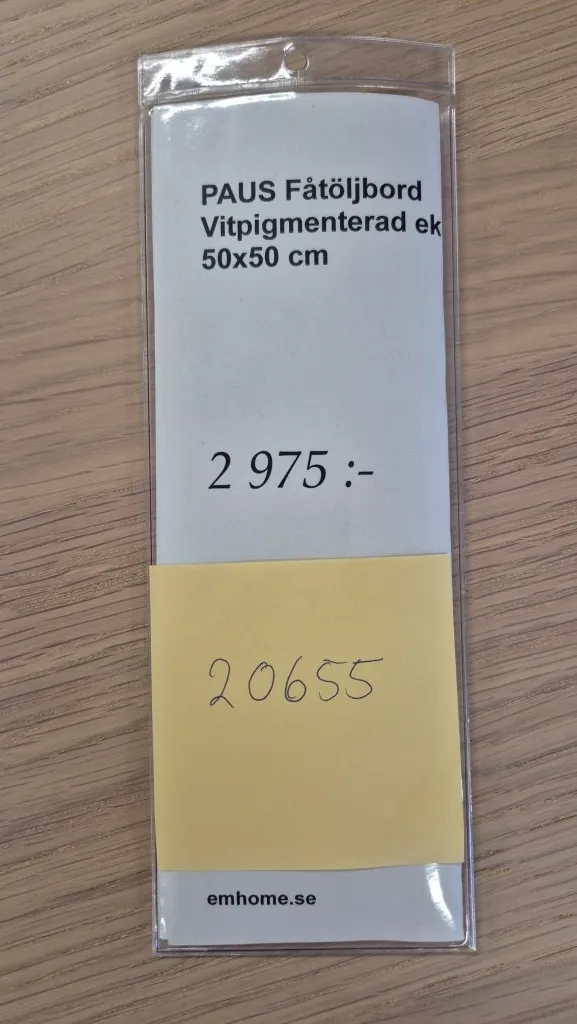 PAUS Fåtöljbord
Vitpigmenterad ek
50x50 cm
2 975 :-
20655
emhome.se